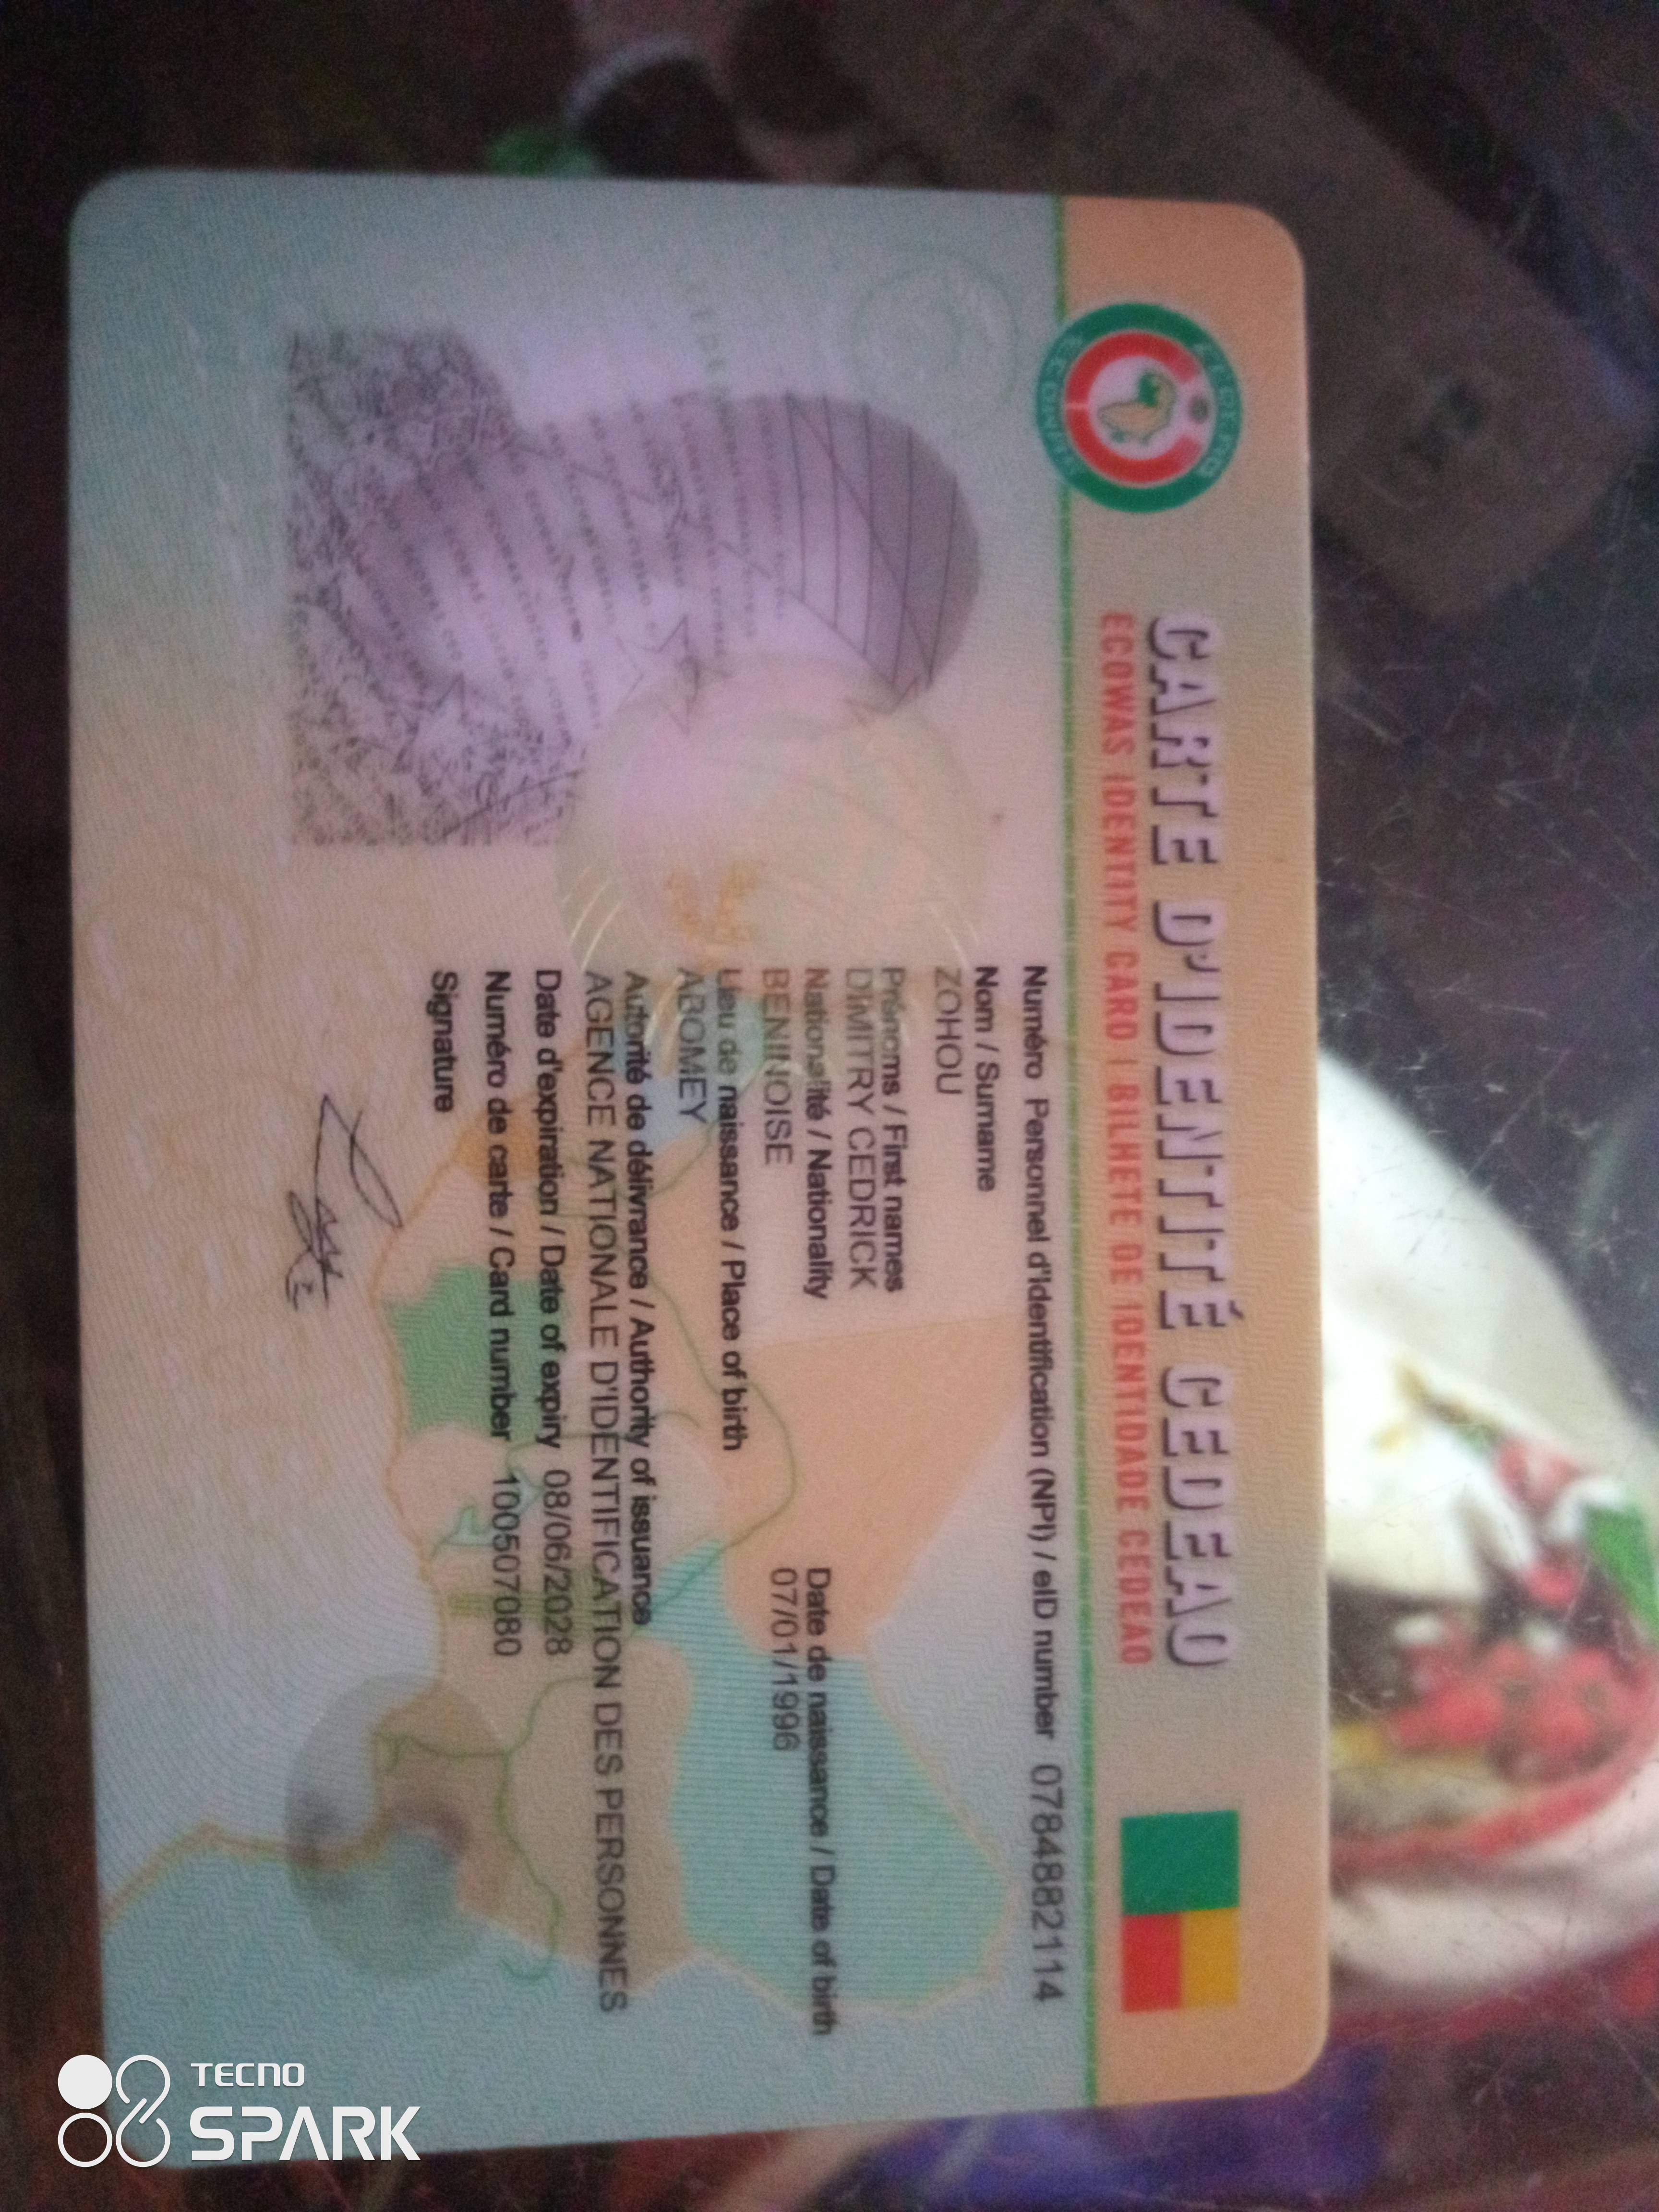 CARTE D'IDENTITÉ CEDEAO
ECOWAS IDENTITY CARD / BILHETE DE IDENTIDADE CEDEAO
Numéro Personnel d'Identification (NPI) / eID number 0784882114
Nom / Surname
ZOHOU
Prénoms / First names
DIMITRY CEDRICK
Nationalité / Nationality
BENINOISE
Date de naissance / Date of birth
07/01/1996
Lieu de naissance / Place of birth
ABOMEY
Autorité de délivrance / Authority of issuance
AGENCE NATIONALE D'IDENTIFICATION DES PERSONNES
Date d'expiration / Date of expiry 08/06/2028
Numéro de carte / Card number 100507080
Signature
TECNO
SPARK